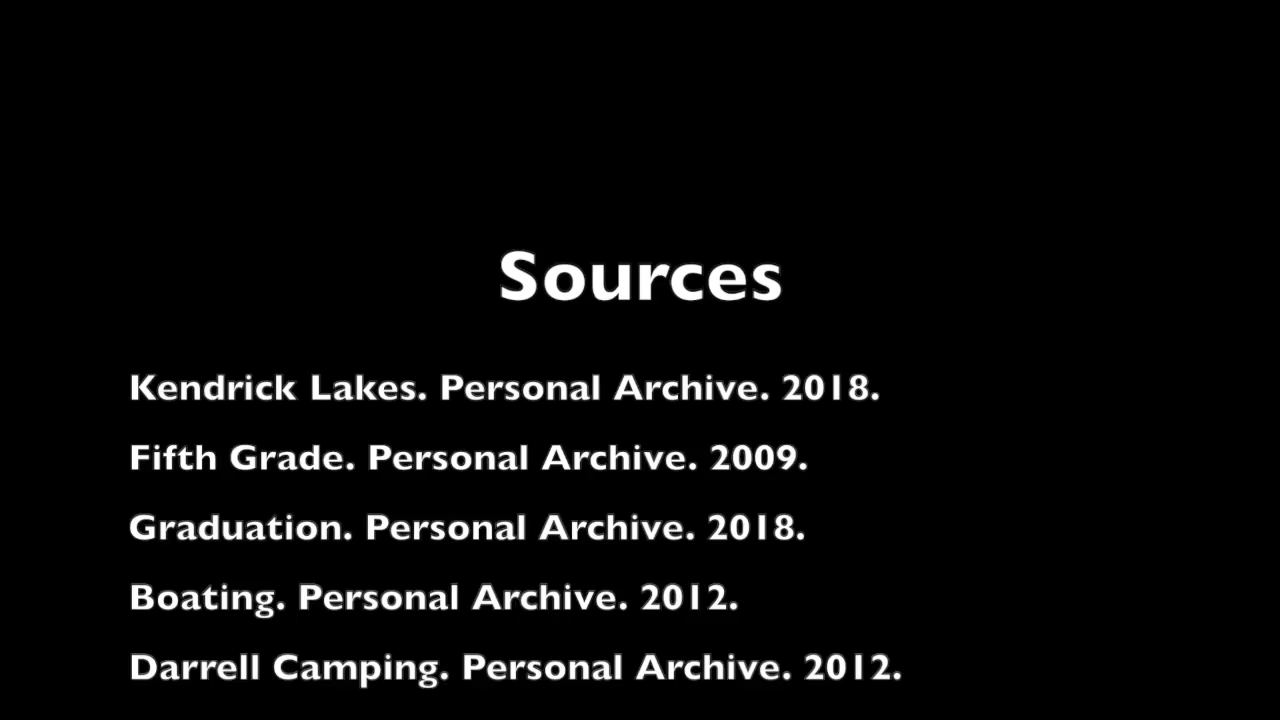 Sources
Kendrick Lakes. Personal Archive. 2018.
Fifth Grade. Personal Archive. 2009.
Graduation. Personal Archive. 2018.
Boating. Personal Archive. 2012.
Darrell Camping. Personal Archive. 2012.